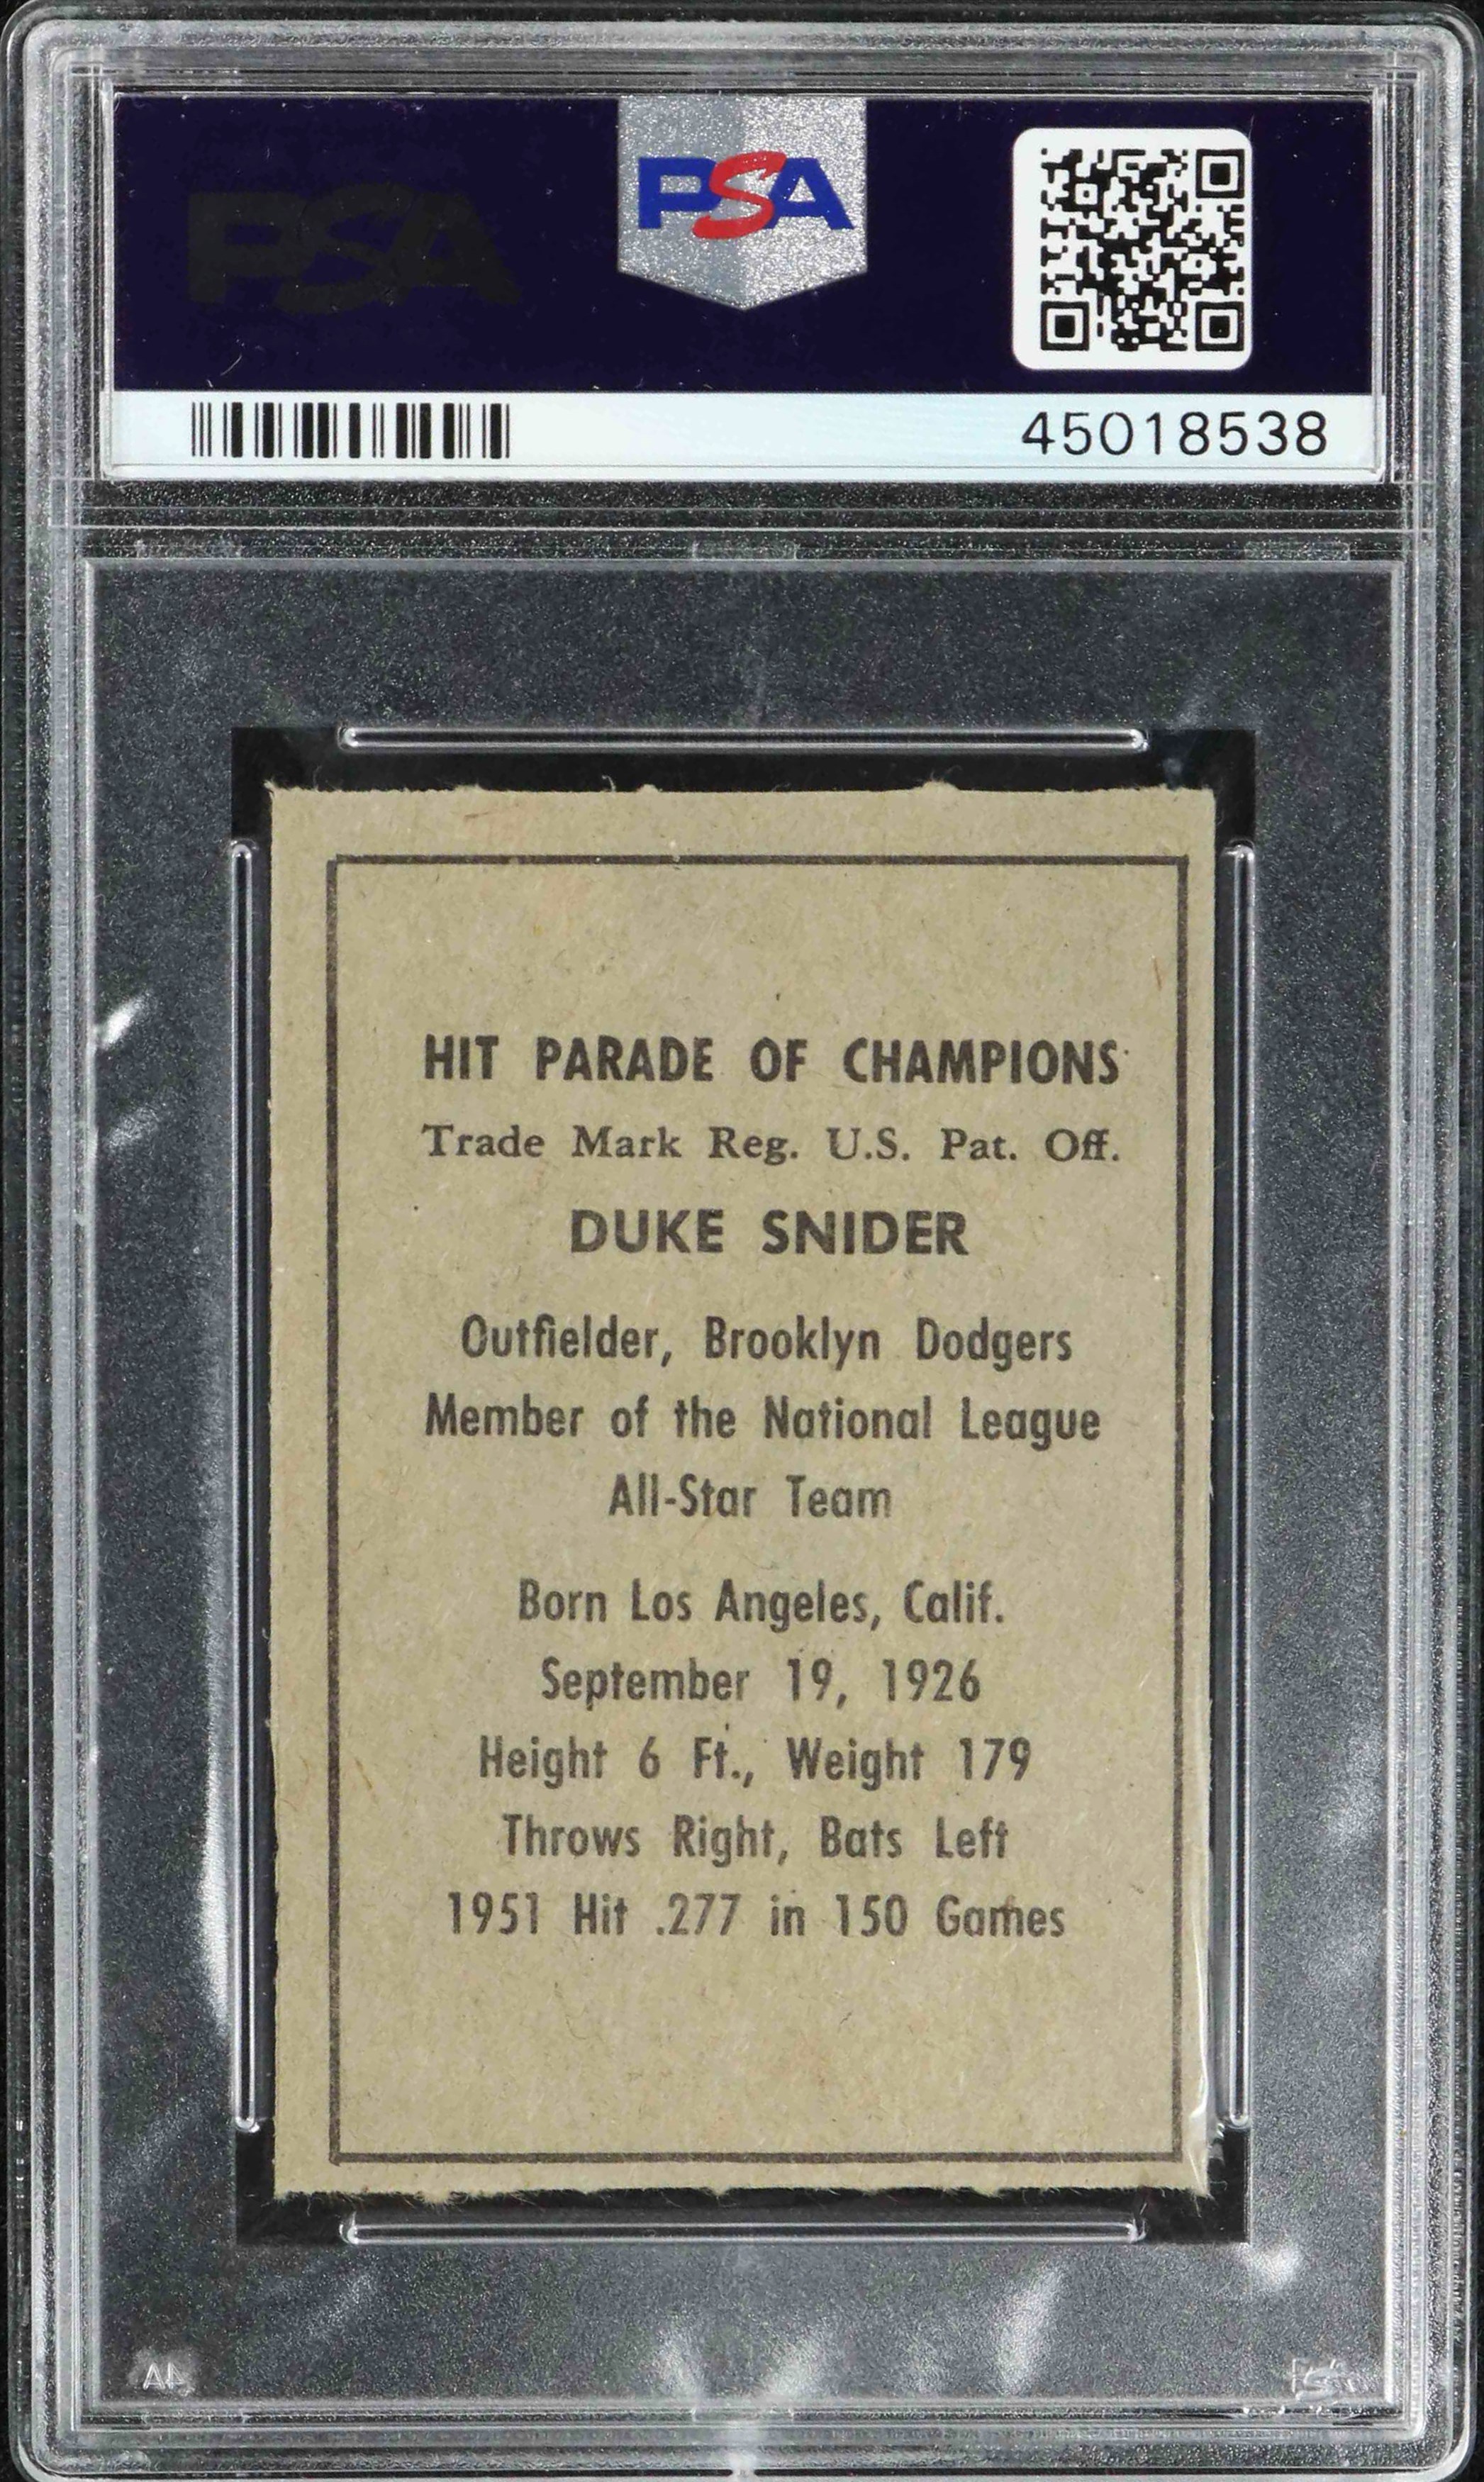 PSA
PSA
45018538
HIT PARADE OF CHAMPIONS
Trade Mark Reg. U.S. Pat. Off.
DUKE SNIDER
Outfielder, Brooklyn Dodgers
Member of the National League
All-Star Team
Born Los Angeles, Calif.
September 19, 1926
Height 6 Ft., Weight 179
Throws Right, Bats Left
1951 Hit .277 in 150 Games